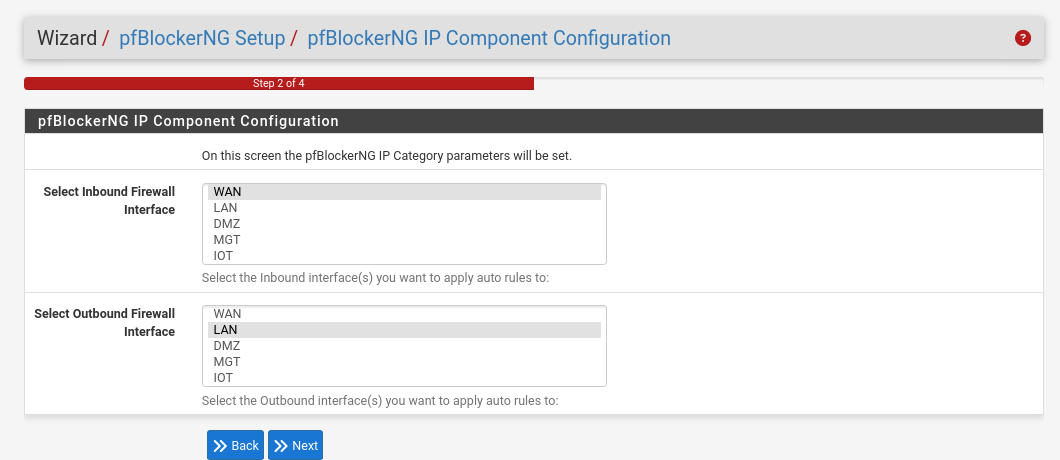 Wizard / pfBlockerNG Setup / pfBlockerNG IP Component Configuration ?
Step 2 of 4
pfBlockerNG IP Component Configuration
On this screen the pfBlockerNG IP Category parameters will be set.
Select Inbound Firewall
Interface
WAN
LAN
DMZ
MGT
IOT
Select the Inbound interface(s) you want to apply auto rules to:
Select Outbound Firewall
Interface
WAN
LAN
DMZ
MGT
IOT
Select the Outbound interface(s) you want to apply auto rules to:
Back Next